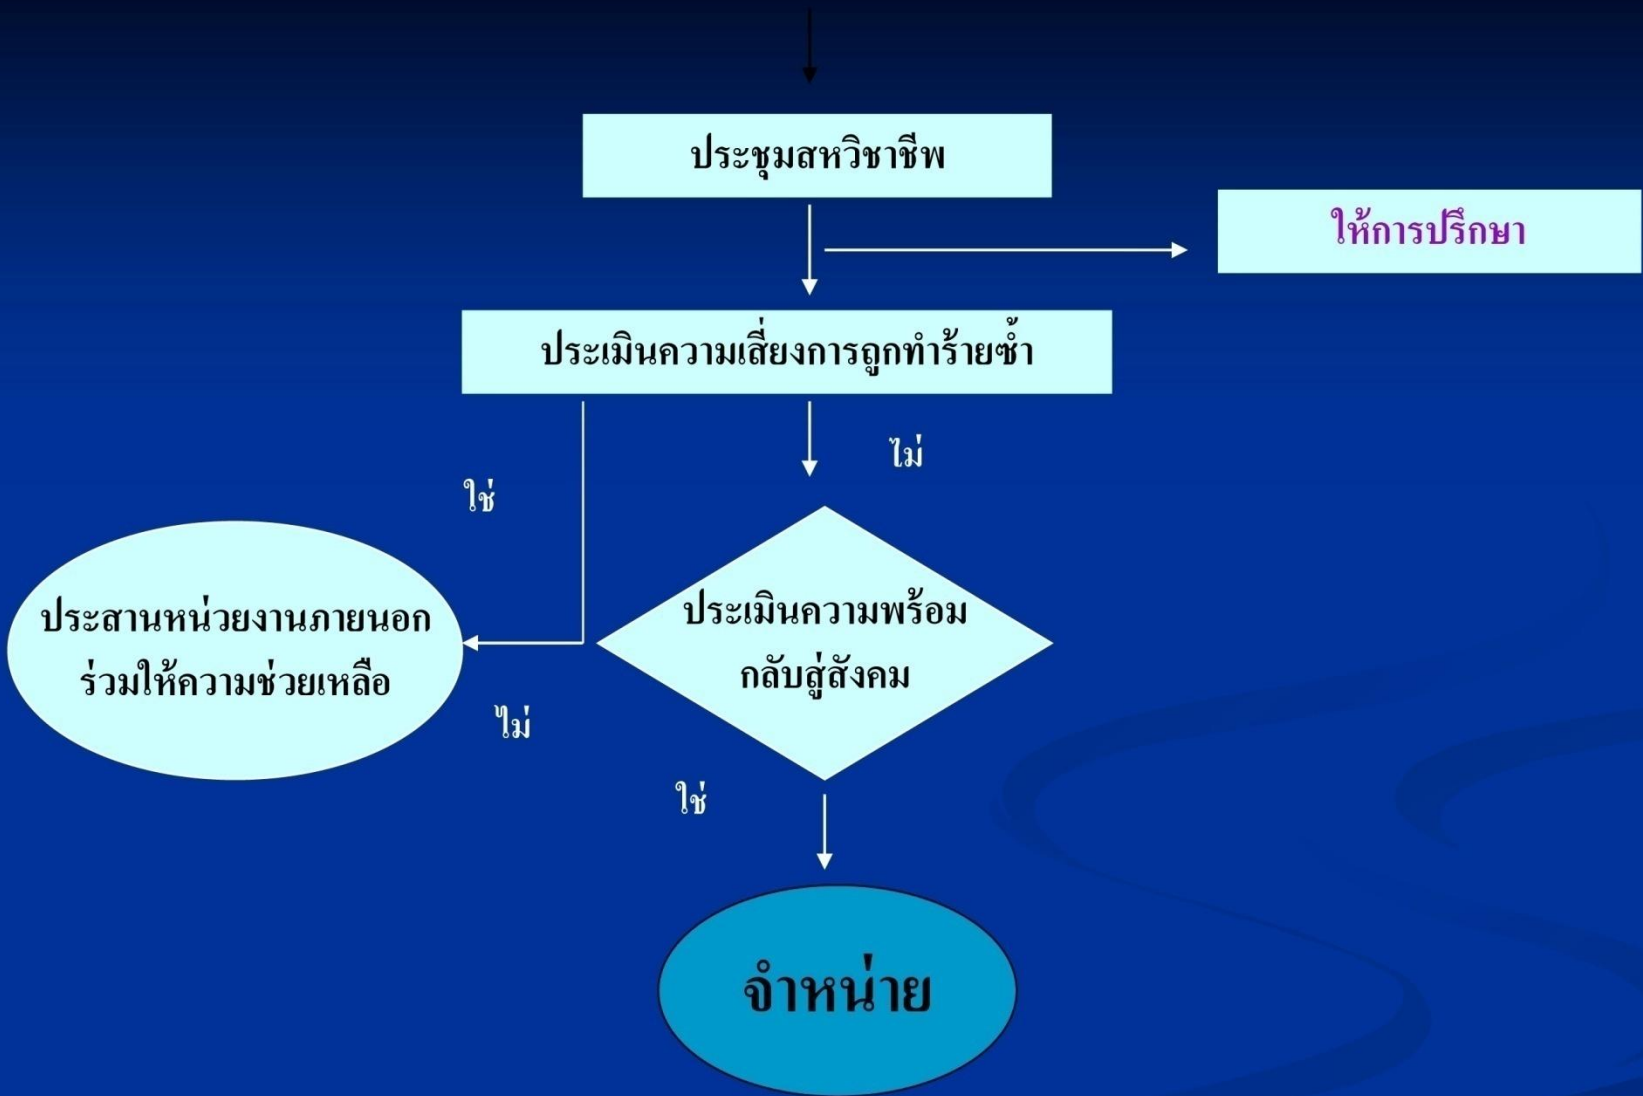 ประชุมสหวิชาชีพ
ให้การปรึกษา
ประเมินความเสี่ยงการถูกทำร้ายซ้ำ
ไม่
ใช่
ประสานหน่วยงานภายนอก
ร่วมให้ความช่วยเหลือ
ประเมินความพร้อม
กลับสู่สังคม
ไม่
ใช่
จำหน่าย